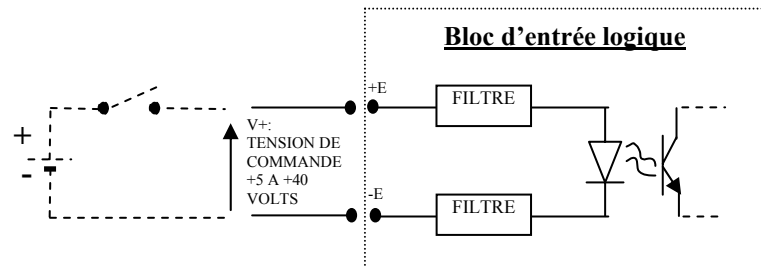 Bloc d'entrée logique
+E
FILTRE
V+:
TENSION DE
COMMANDE
+5 A +40
VOLTS
+
-
-E
FILTRE